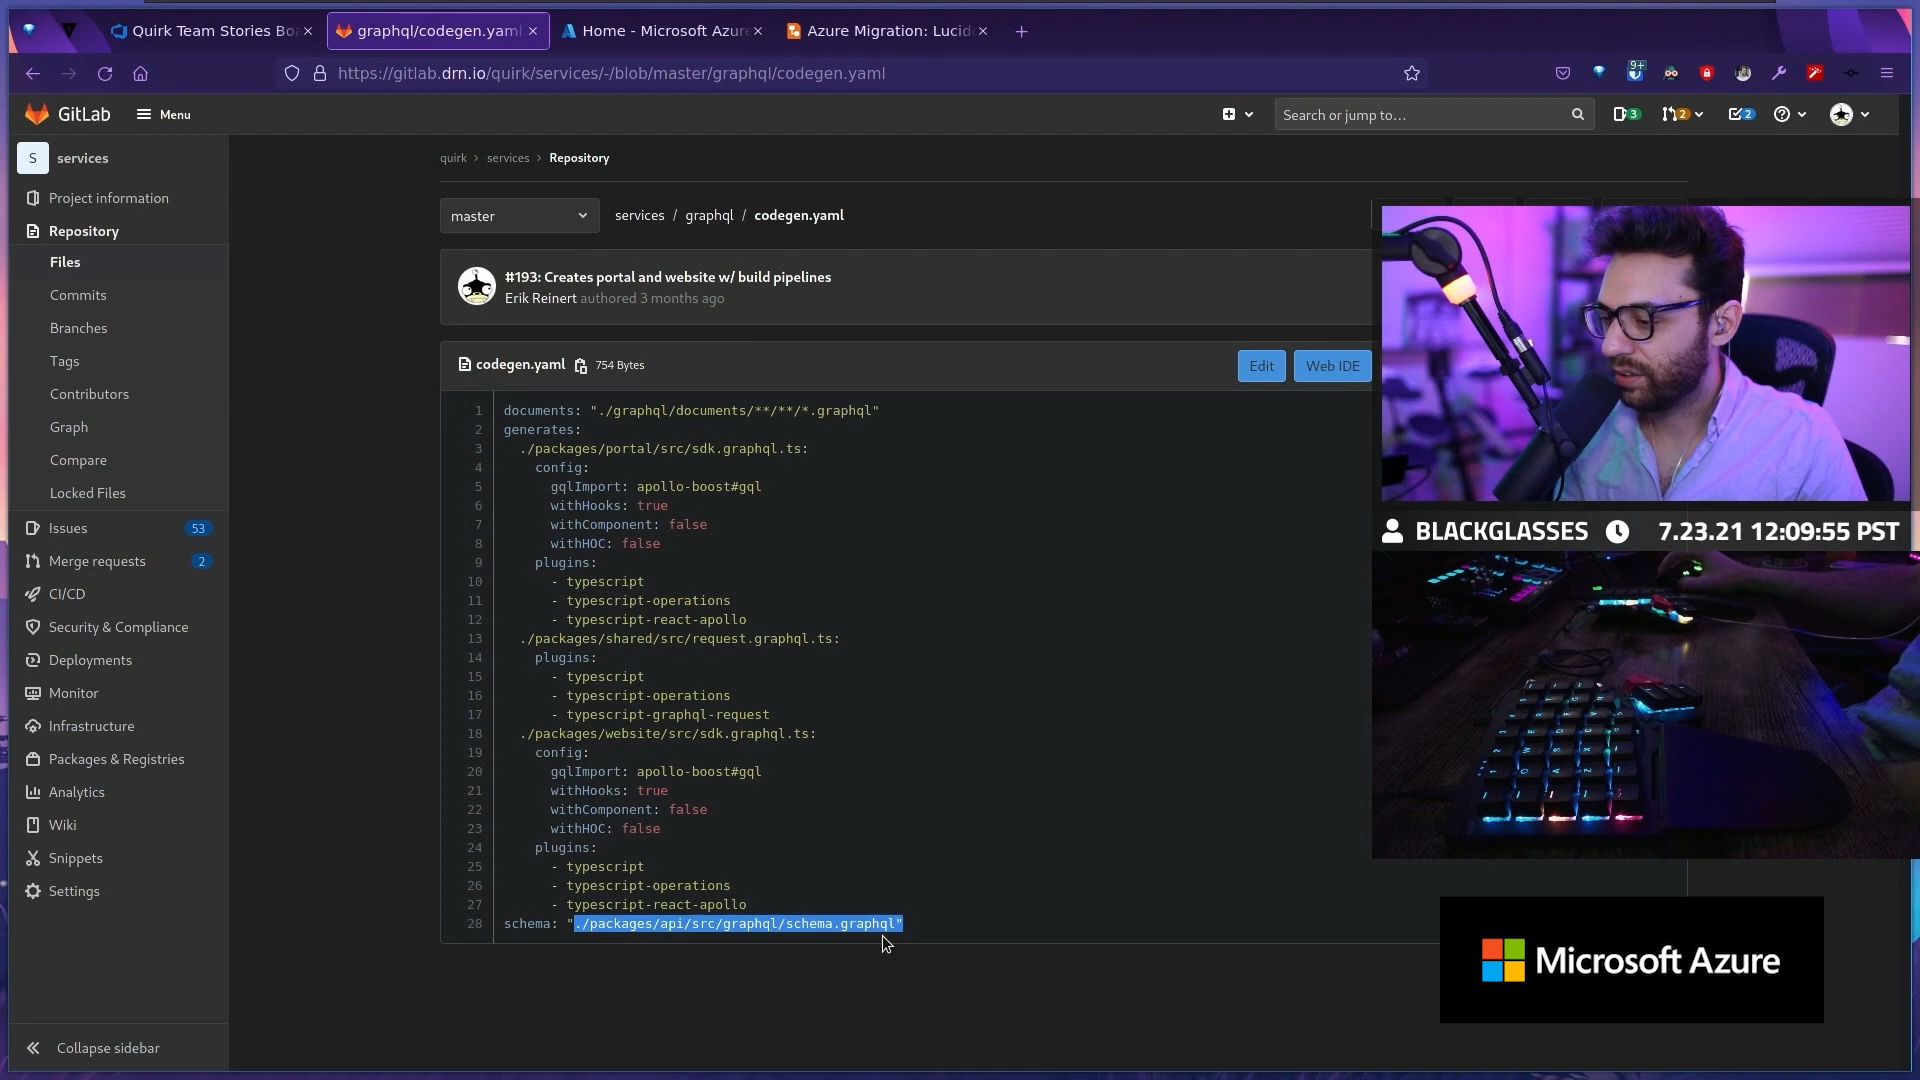 Quirk Team Stories Bo
graphql/codegen.yaml
Home - Microsoft Azure
Azure Migration: Lucid
https://gitlab.drn.io/quirk/services/-/blob/master/graphql/codegen.yaml
9+
GitLab
Menu
Search or jump to...
3
2
2
S
services
Project information
Repository
Files
Commits
Branches
Tags
Contributors
Graph
Compare
Locked Files
Issues
53
Merge requests
2
CI/CD
Security & Compliance
Deployments
Monitor
Infrastructure
Packages & Registries
Analytics
Wiki
Snippets
Settings
Collapse sidebar
quirk > services > Repository
master
services / graphql / codegen.yaml
#193: Creates portal and website w/ build pipelines
Erik Reinert authored 3 months ago
codegen.yaml 754 Bytes
Edit
Web IDE
1 documents: "./graphql/documents/**/**/*.graphql"
2 generates:
3 ./packages/portal/src/sdk.graphql.ts:
4 config:
5 gqlImport: apollo-boost#gql
6 withHooks: true
7 withComponent: false
8 withHOC: false
9 plugins:
10 - typescript
11 - typescript-operations
12 - typescript-react-apollo
13 ./packages/shared/src/request.graphql.ts:
14 plugins:
15 - typescript
16 - typescript-operations
17 - typescript-graphql-request
18 ./packages/website/src/sdk.graphql.ts:
19 config:
20 gqlImport: apollo-boost#gql
21 withHooks: true
22 withComponent: false
23 withHOC: false
24 plugins:
25 - typescript
26 - typescript-operations
27 - typescript-react-apollo
28 schema: "./packages/api/src/graphql/schema.graphql"
BLACKGLASSES
7.23.21 12:09:55 PST
Microsoft Azure